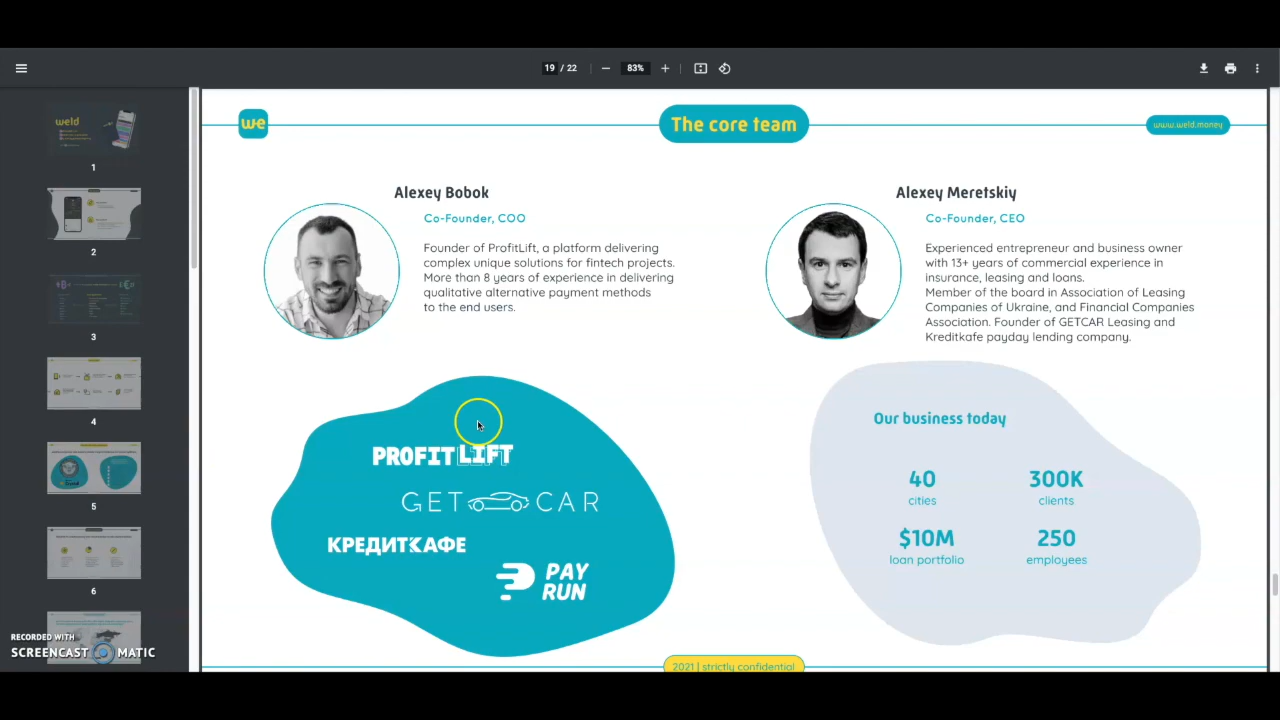 19 / 22
83%
we
The core team
www.weld.money
weld
1
2
3
4
5
6
Alexey Bobok
Co-Founder, COO
Founder of ProfitLift, a platform delivering
complex unique solutions for fintech projects.
More than 8 years of experience in delivering
qualitative alternative payment methods
to the end users.
Alexey Meretskiy
Co-Founder, CEO
Experienced entrepreneur and business owner
with 13+ years of commercial experience in
insurance, leasing and loans.
Member of the board in Association of Leasing
Companies of Ukraine, and Financial Companies
Association. Founder of GETCAR Leasing and
Kreditkafe payday lending company.
PROFITLIFT
GET CAR
КРЕДИТКАФЕ
PAY
RUN
Our business today
40
cities
300K
clients
$10M
loan portfolio
250
employees
2021 | strictly confidential
RECORDED WITH
SCREENCAST MATIC